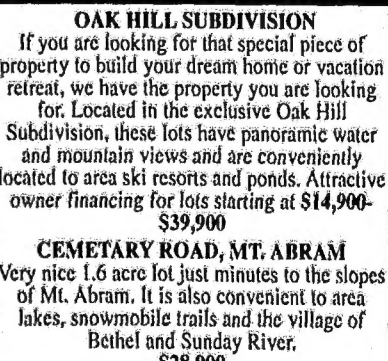 OAK HILL SUBDIVISION
If you are looking for that special piece of
property to build your dream home or vacation
retreat, we have the property you are looking
for. Located in the exclusive Oak Hill
Subdivision, these lots have panoramic water
and mountain views and are conveniently
located to area ski resorts and ponds. Attractive
owner financing for lots starting at $14,900-
$39,900
CEMETARY ROAD, MT. ABRAM
Very nice 1.6 acre lot just minutes to the slopes
of Mt. Abram. It is also convenient to area
lakes, snowmobile trails and the village of
Bethel and Sunday River.
$28,900